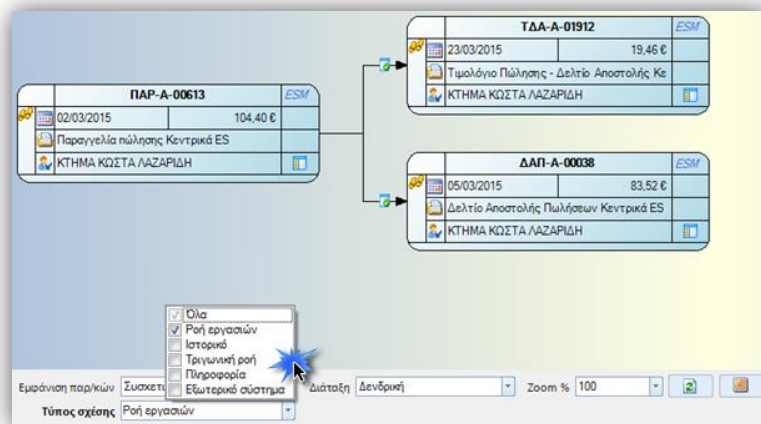 ΤΔΑ-Α-01912 ESM
23/03/2015 19,46 €
Τιμολόγιο Πώλησης - Δελτίο Αποστολής Κε
ΚΤΗΜΑ ΚΩΣΤΑ ΛΑΖΑΡΙΔΗ
ΠΑΡ-Α-00613 ESM
02/03/2015 104,40 €
Παραγγελία πώλησης Κεντρικά ES
ΚΤΗΜΑ ΚΩΣΤΑ ΛΑΖΑΡΙΔΗ
ΔΑΠ-Α-00038 ESM
05/03/2015 83,52 €
Δελτίο Αποστολής Πωλήσεων Κεντρικά ES
ΚΤΗΜΑ ΚΩΣΤΑ ΛΑΖΑΡΙΔΗ
Όλα
Ροή εργασιών
Ιστορικό
Τριγωνική ροή
Πληροφορία
Εξωτερικό σύστημα
Εμφάνιση παρ/κών Συσχετι Διάταξη Δενδρική Zoom % 100
Τύπος σχέσης Ροή εργασιών